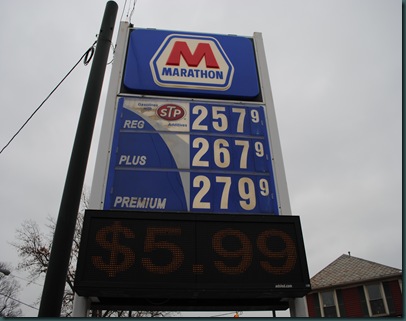 M
MARATHON
STP
REG 257 9
PLUS 267 9
PREMIUM 279 9
$5.99